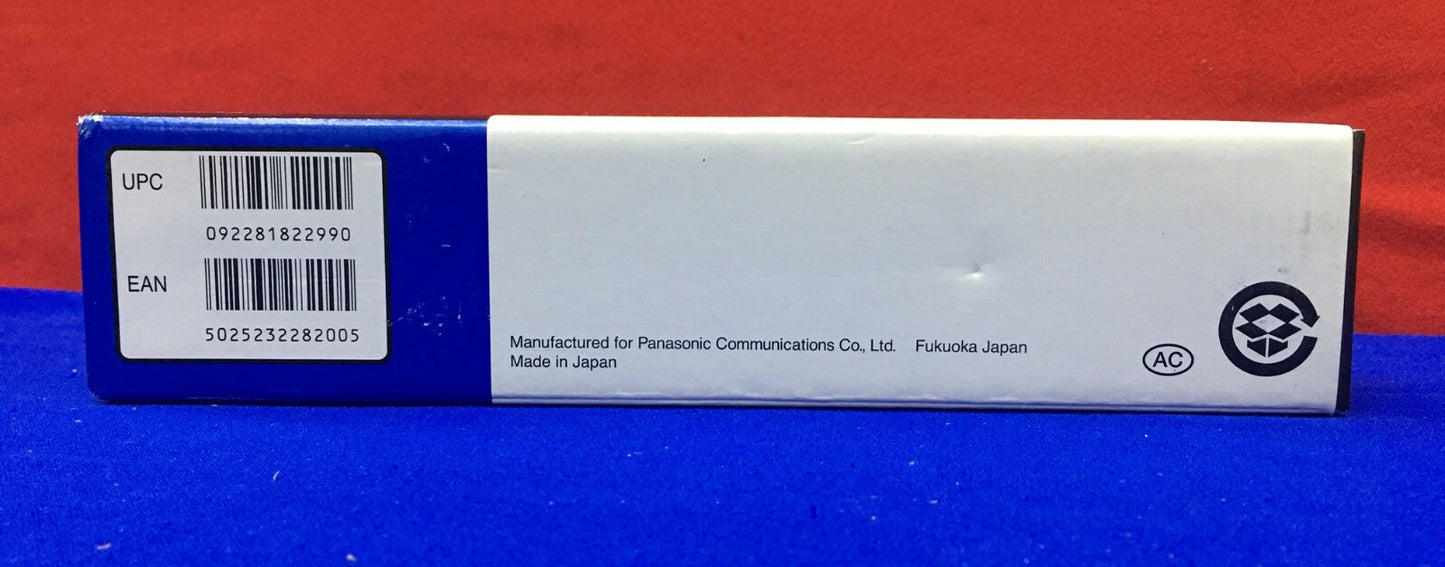 UPC
092281822990
EAN
5025232282005
Manufactured for Panasonic Communications Co., Ltd. Fukuoka Japan
Made in Japan
AC